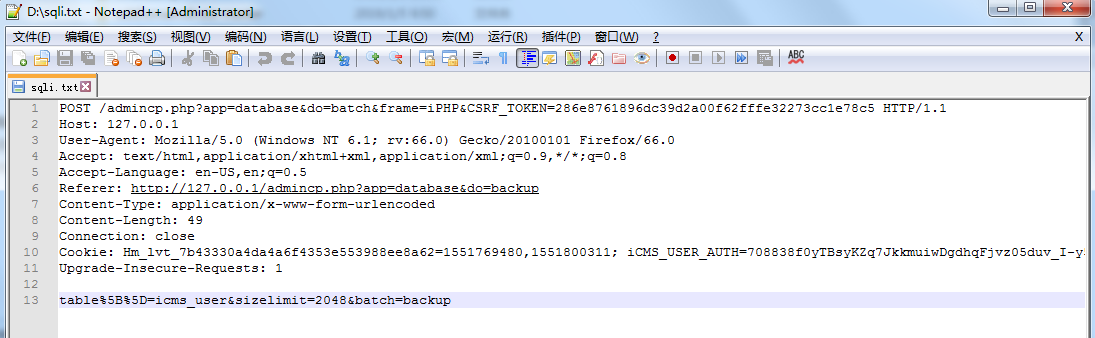 D:\sqli.txt - Notepad++ [Administrator]
文件(F) 编辑(E) 搜索(S) 视图(V) 编码(N) 语言(L) 设置(T) 工具(O) 宏(M) 运行(R) 插件(P) 窗口(W) ? X
ABC
sqli.txt
1 POST /admincp.php?app=database&do=batch&frame=iPHP&CSRF_TOKEN=286e8761896dc39d2a00f62fffe32273cc1e78c5 HTTP/1.1
2 Host: 127.0.0.1
3 User-Agent: Mozilla/5.0 (Windows NT 6.1; rv:66.0) Gecko/20100101 Firefox/66.0
4 Accept: text/html,application/xhtml+xml,application/xml;q=0.9,*/*;q=0.8
5 Accept-Language: en-US,en;q=0.5
6 Referer: http://127.0.0.1/admincp.php?app=database&do=backup
7 Content-Type: application/x-www-form-urlencoded
8 Content-Length: 49
9 Connection: close
10 Cookie: Hm_lvt_7b43330a4da4a6f4353e553988ee8a62=1551769480,1551800311; iCMS_USER_AUTH=708838f0yTBsyKZq7JkkmuiwDgdhqFjvz05duv_I-y
11 Upgrade-Insecure-Requests: 1
12
13 table%5B%5D=icms_user&sizelimit=2048&batch=backup